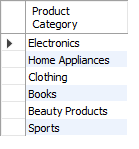 Product
Category
Electronics
Home Appliances
Clothing
Books
Beauty Products
Sports